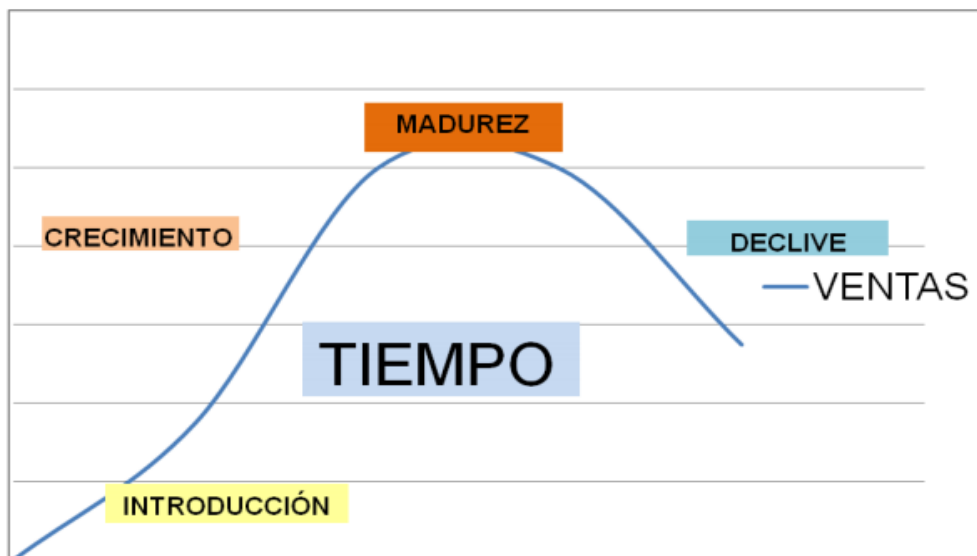 MADUREZ
CRECIMIENTO
DECLIVE
VENTAS
TIEMPO
INTRODUCCIÓN